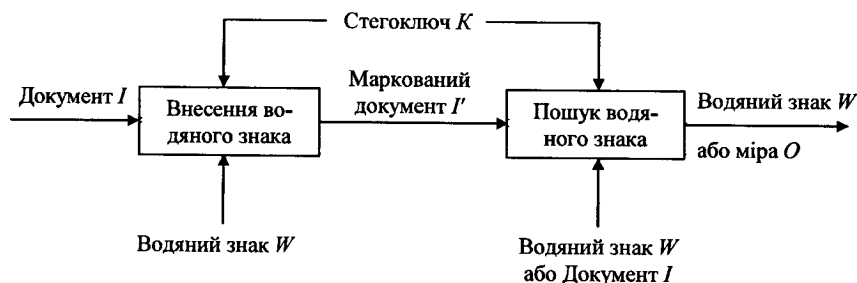 Стегоключ K
Документ I
Внесення во-
дяного знака
Маркований
документ I'
Пошук водя-
ного знака
Водяний знак W
або міра O
Водяний знак W
Водяний знак W
або Документ I